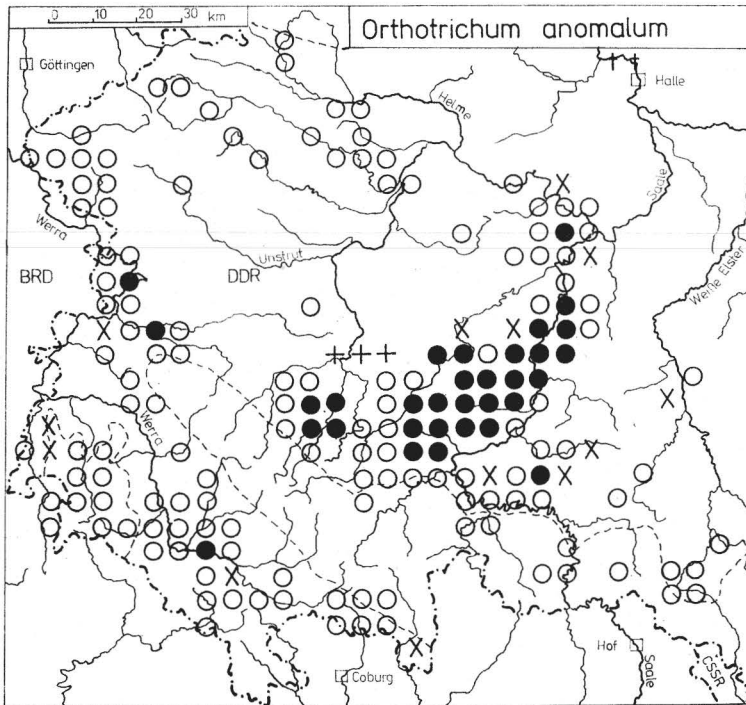 0 10 20 30 km
Orthotrichum anomalum
Göttingen
Halle
Helme
Saale
Werra
Unstrut
Weiße Elster
BRD
DDR
Werra
Hof
Saale
Coburg
CSSR